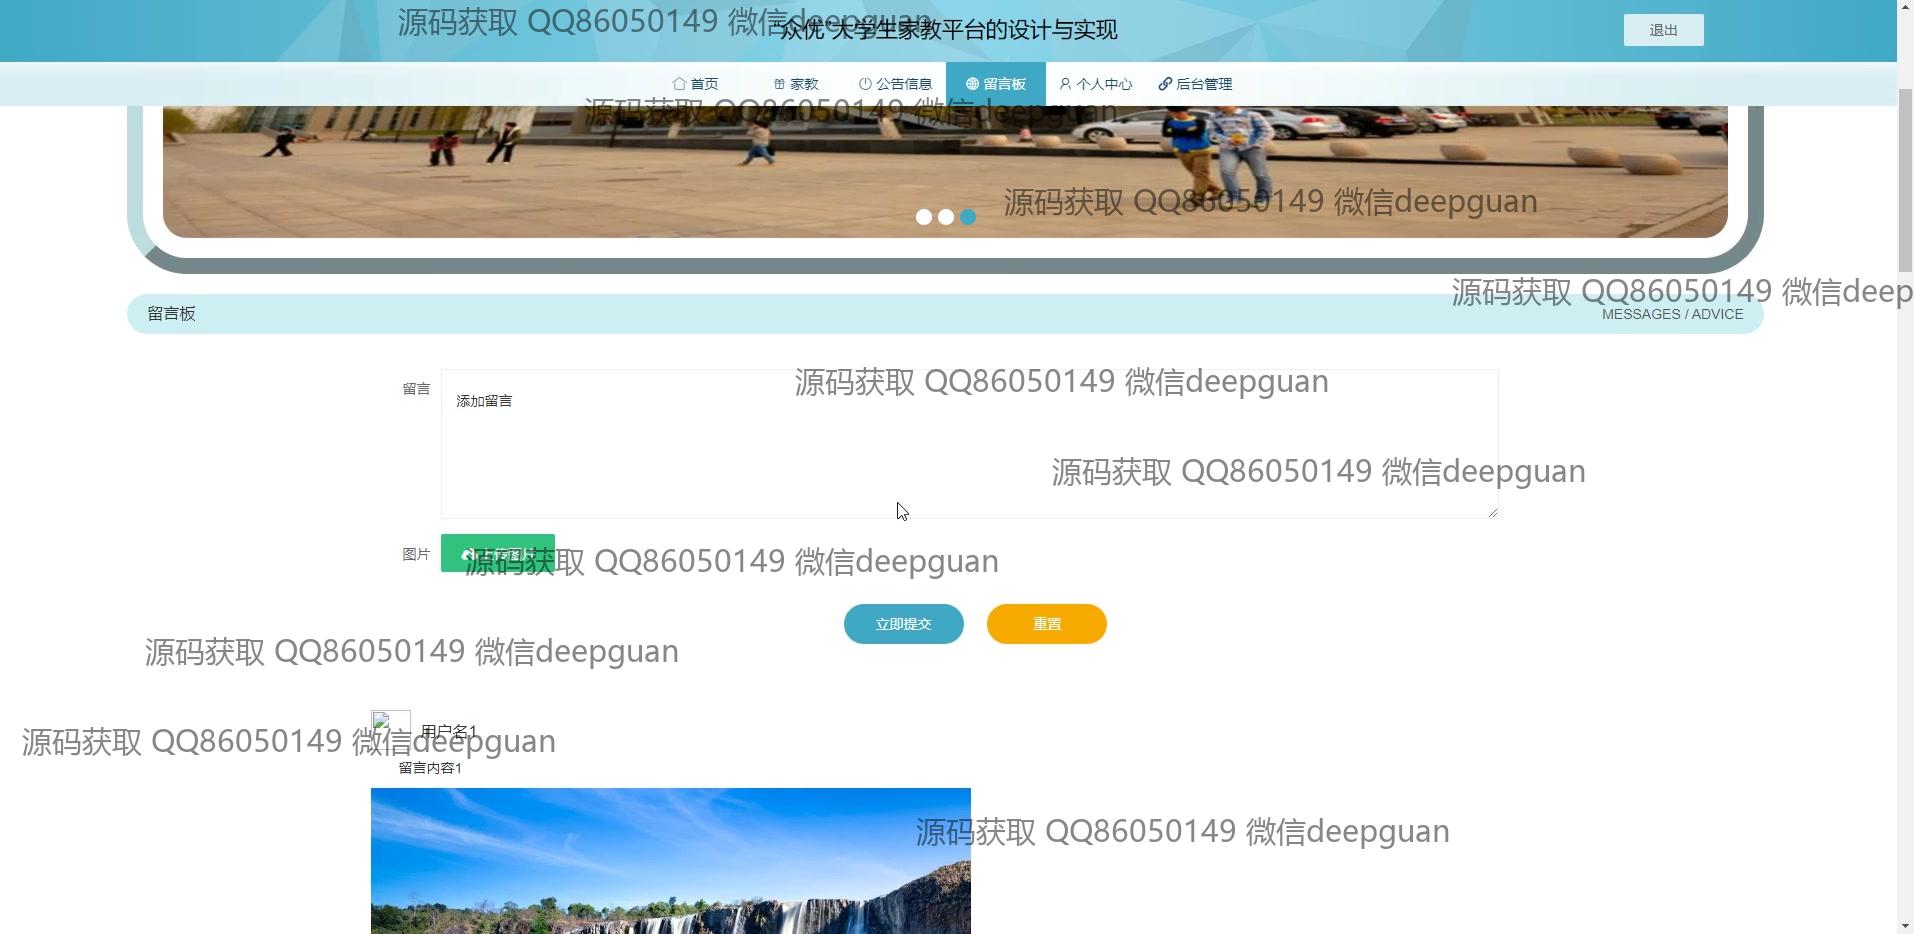 源码获取 QQ86050149 微信deepguan
“众优”大学生家教平台的设计与实现
退出
首页 家教 公告信息 留言板 个人中心 后台管理
源码获取 QQ86050149 微信deepguan
源码获取 QQ86050149 微信deepguan
源码获取 QQ86050149 微信deep
留言板
MESSAGES / ADVICE
源码获取 QQ86050149 微信deepguan
留言
添加留言
源码获取 QQ86050149 微信deepguan
图片
上传图片
源码获取 QQ86050149 微信deepguan
立即提交 重置
源码获取 QQ86050149 微信deepguan
用户名1
源码获取 QQ86050149 微信deepguan
留言内容1
源码获取 QQ86050149 微信deepguan